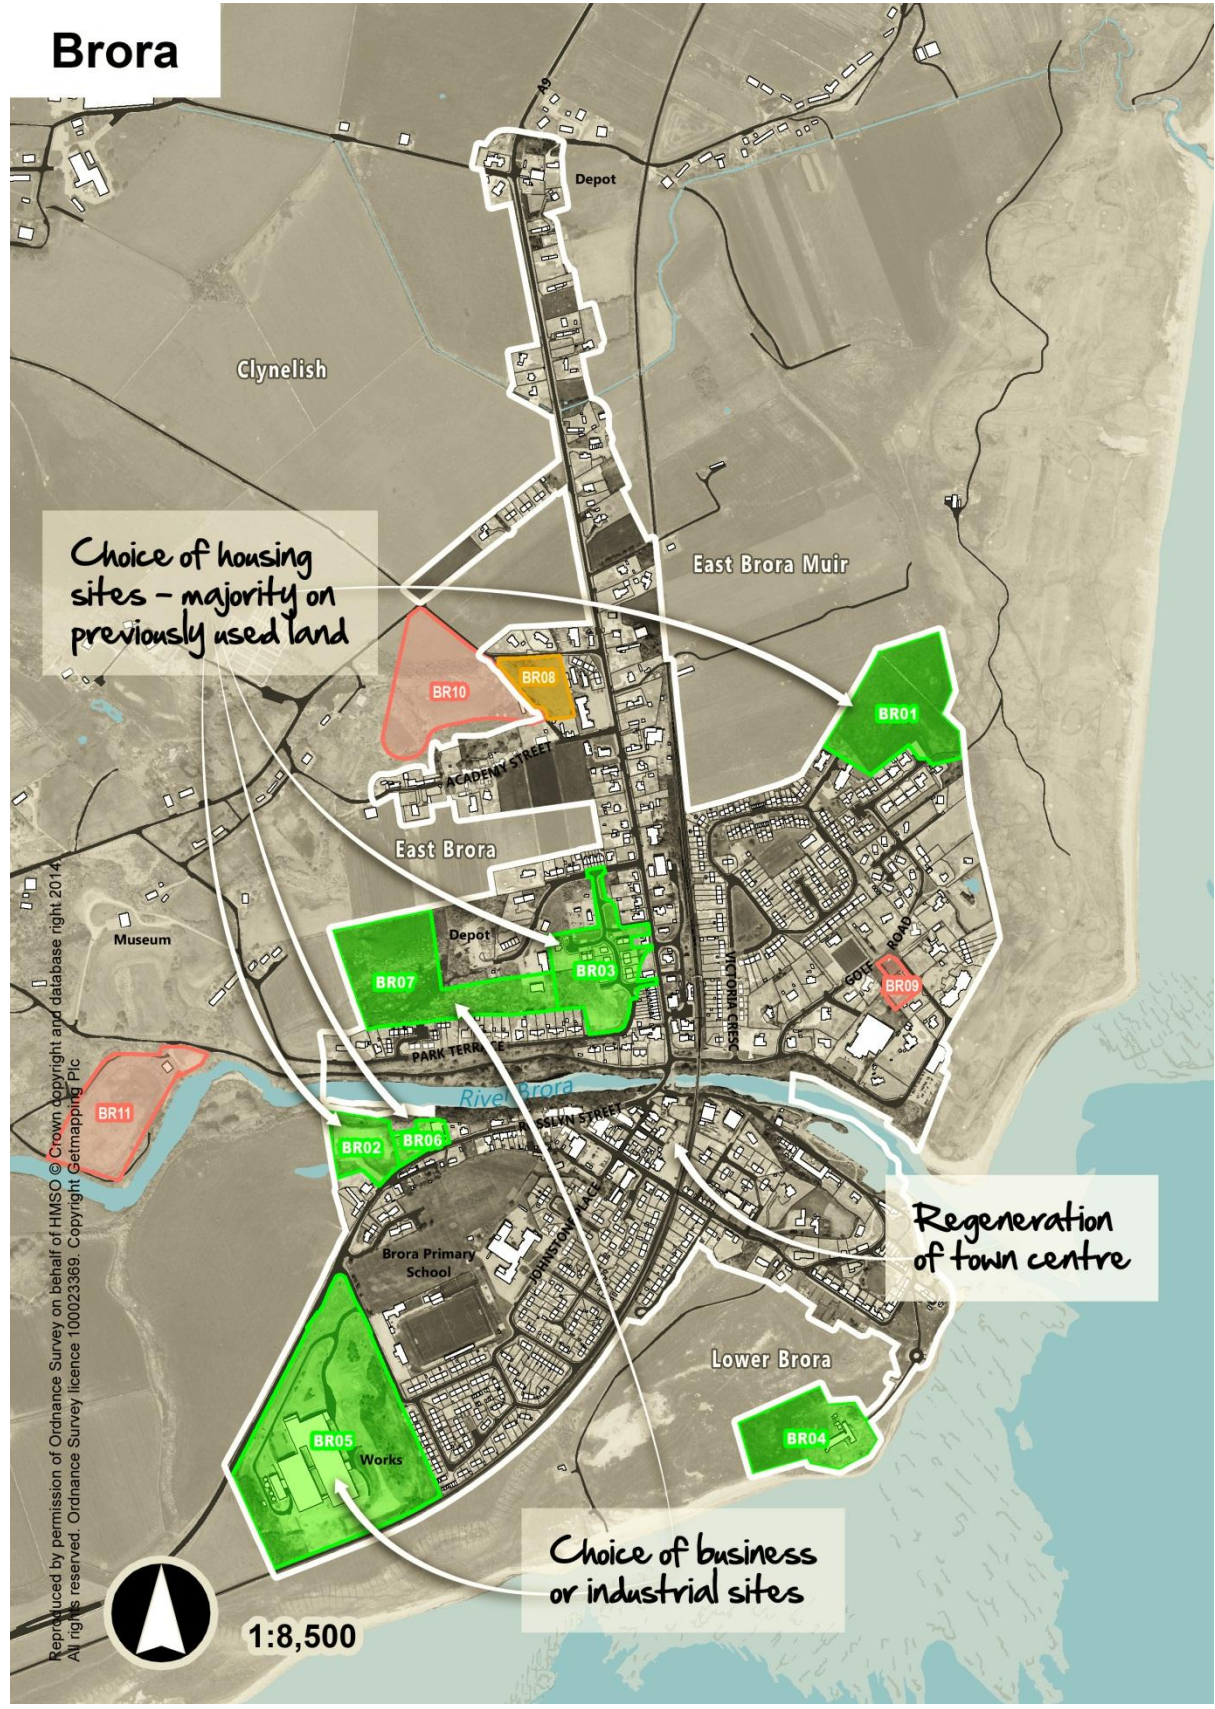 Brora
A9
Depot
Clynelish
Choice of housing
sites – majority on
previously used land
East Brora Muir
BR10
BR08
BR01
ACADEMY STREET
East Brora
Museum
Depot
BR07
BR03
VICTORIA CRESC
GOLF ROAD
BR09
PARK TERRACE
River Brora
BR11
BR02
BR06
ROSSLYN STREET
JOHNSTONE PLACE
Brora Primary
School
Regeneration
of town centre
Lower Brora
BR04
BR05
Works
Choice of business
or industrial sites
1:8,500
Reproduced by permission of Ordnance Survey on behalf of HMSO © Crown copyright and database right 2014.
All rights reserved. Ordnance Survey licence 100023369. Copyright Getmapping Plc